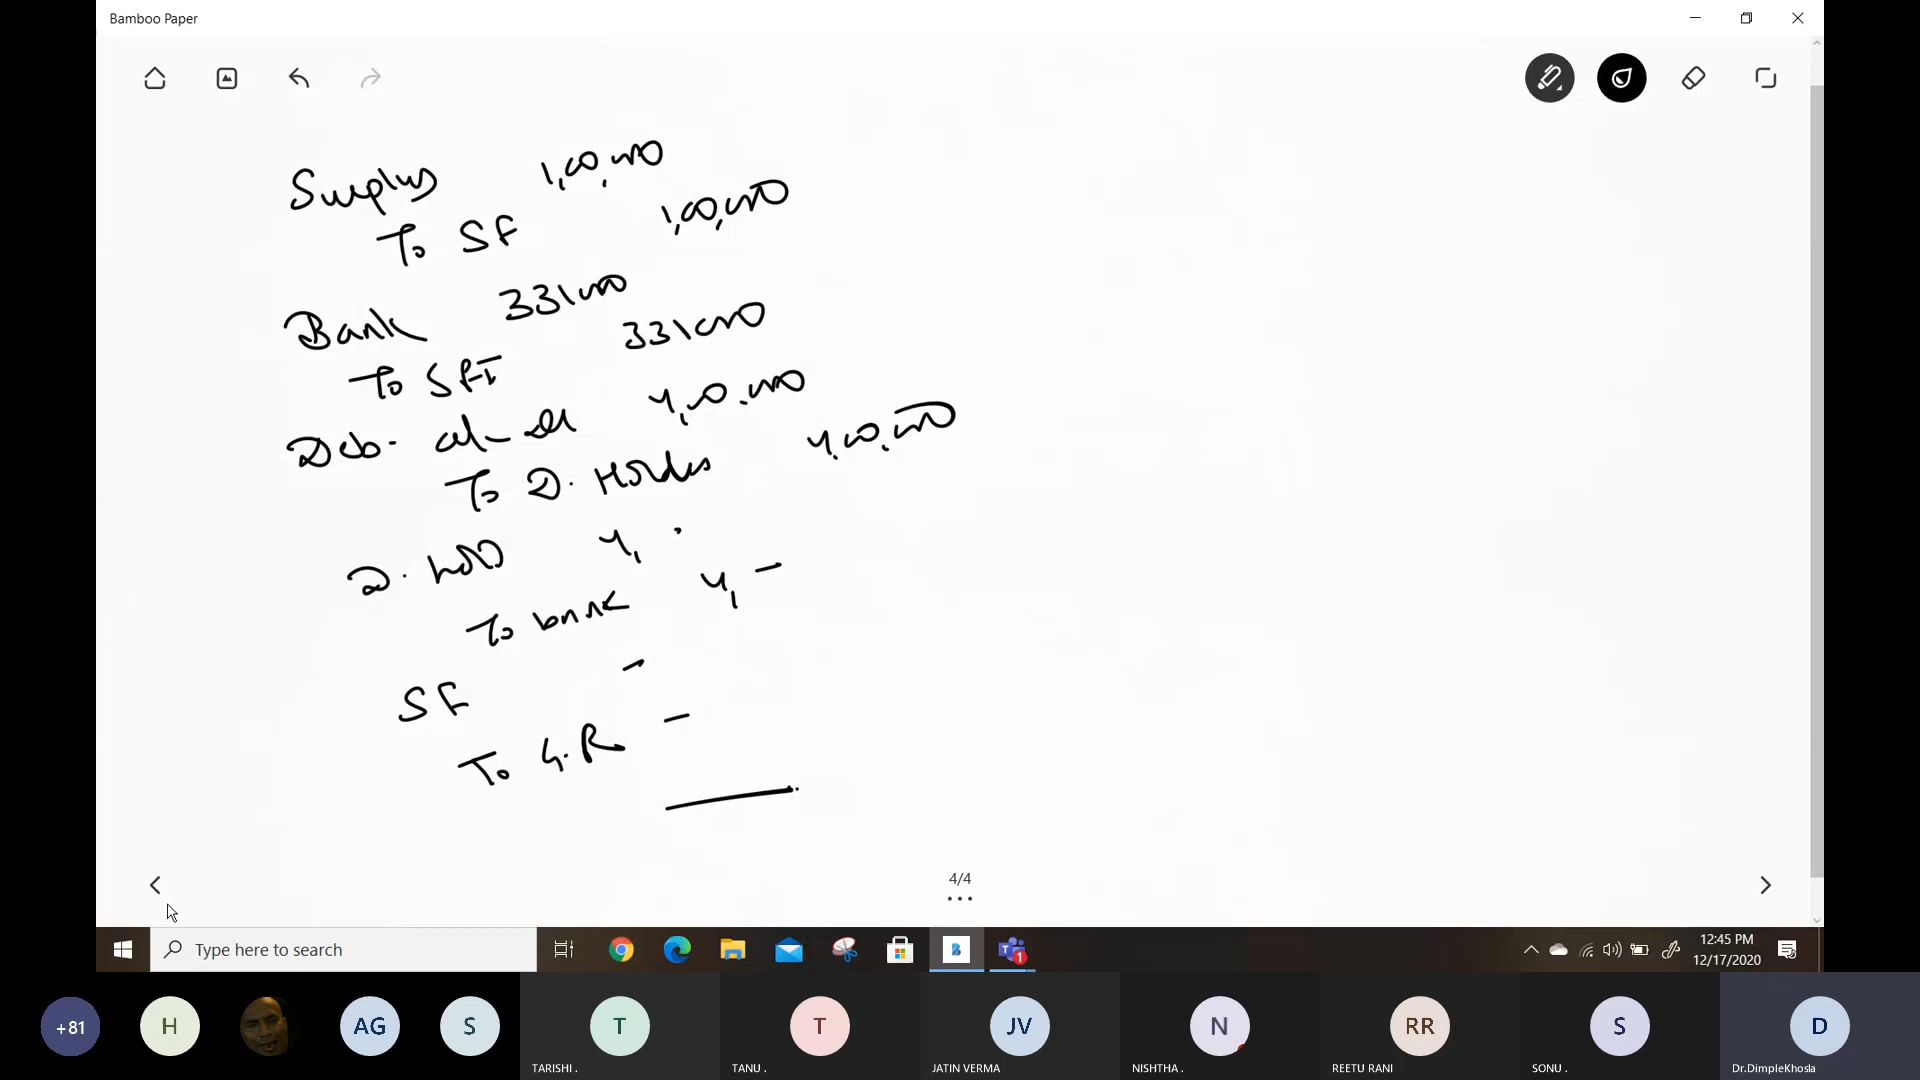 Bamboo Paper
Surplus 1,00,000
To SF 1,00,000
Bank 331000
To SFI 331000
Deb. a/c 4,00,000
To D. Holders 4,00,000
D. Hold 4,
To bank 4, -
SF -
To G.R. -
4/4
Type here to search
12:45 PM
12/17/2020
+81 H AG S T T JV N RR S D
TARISHI . TANU . JATIN VERMA NISHTHA . REETU RANI SONU . Dr.DimpleKhosla